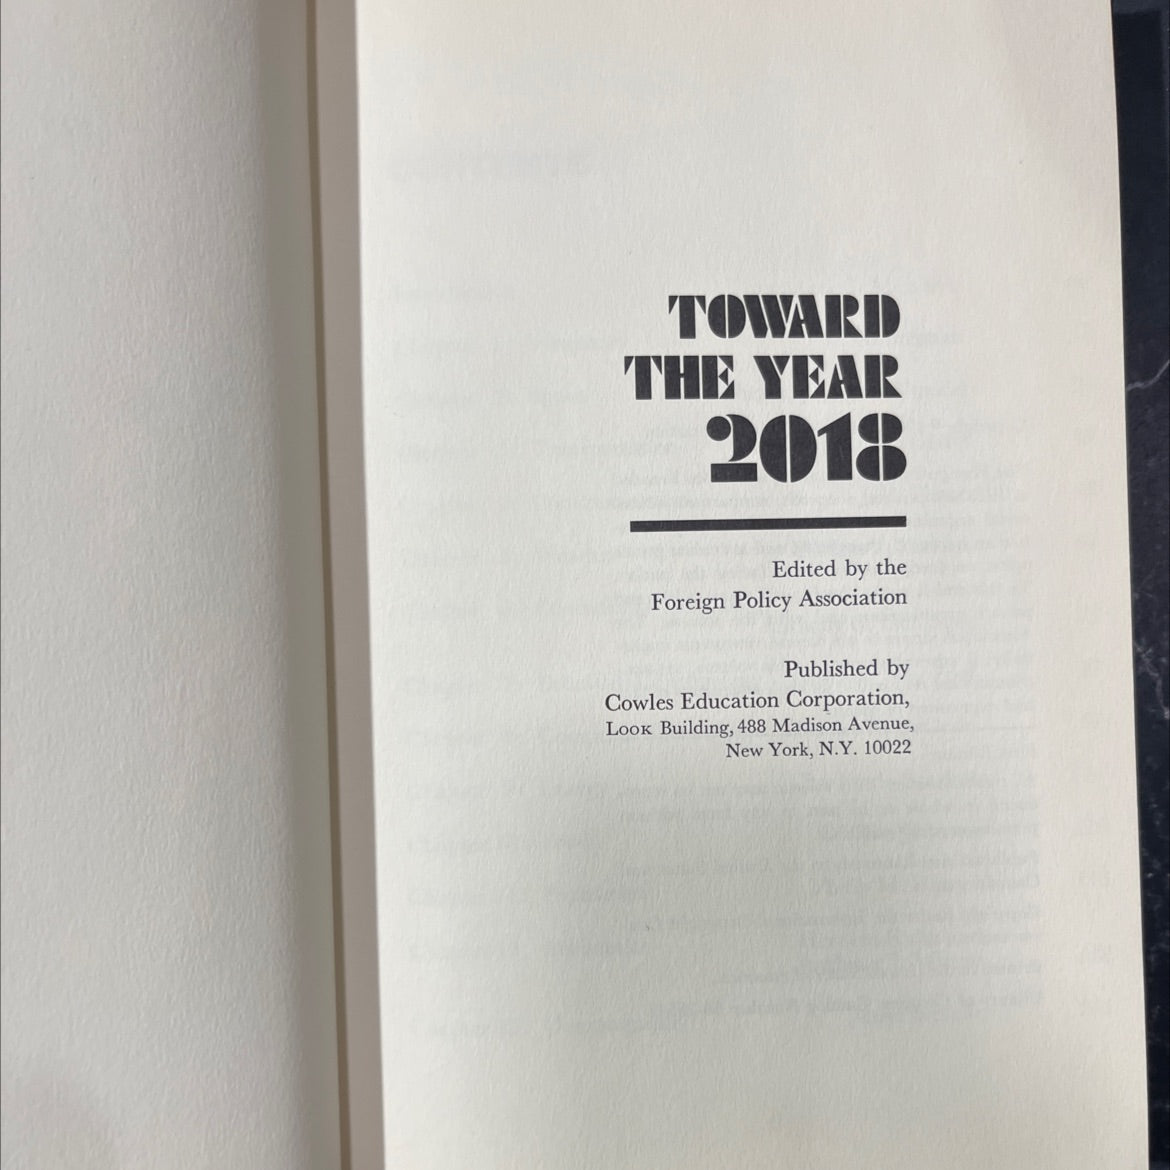 TOWARD
THE YEAR
2018
Edited by the
Foreign Policy Association
Published by
Cowles Education Corporation,
LOOK Building, 488 Madison Avenue,
New York, N.Y. 10022